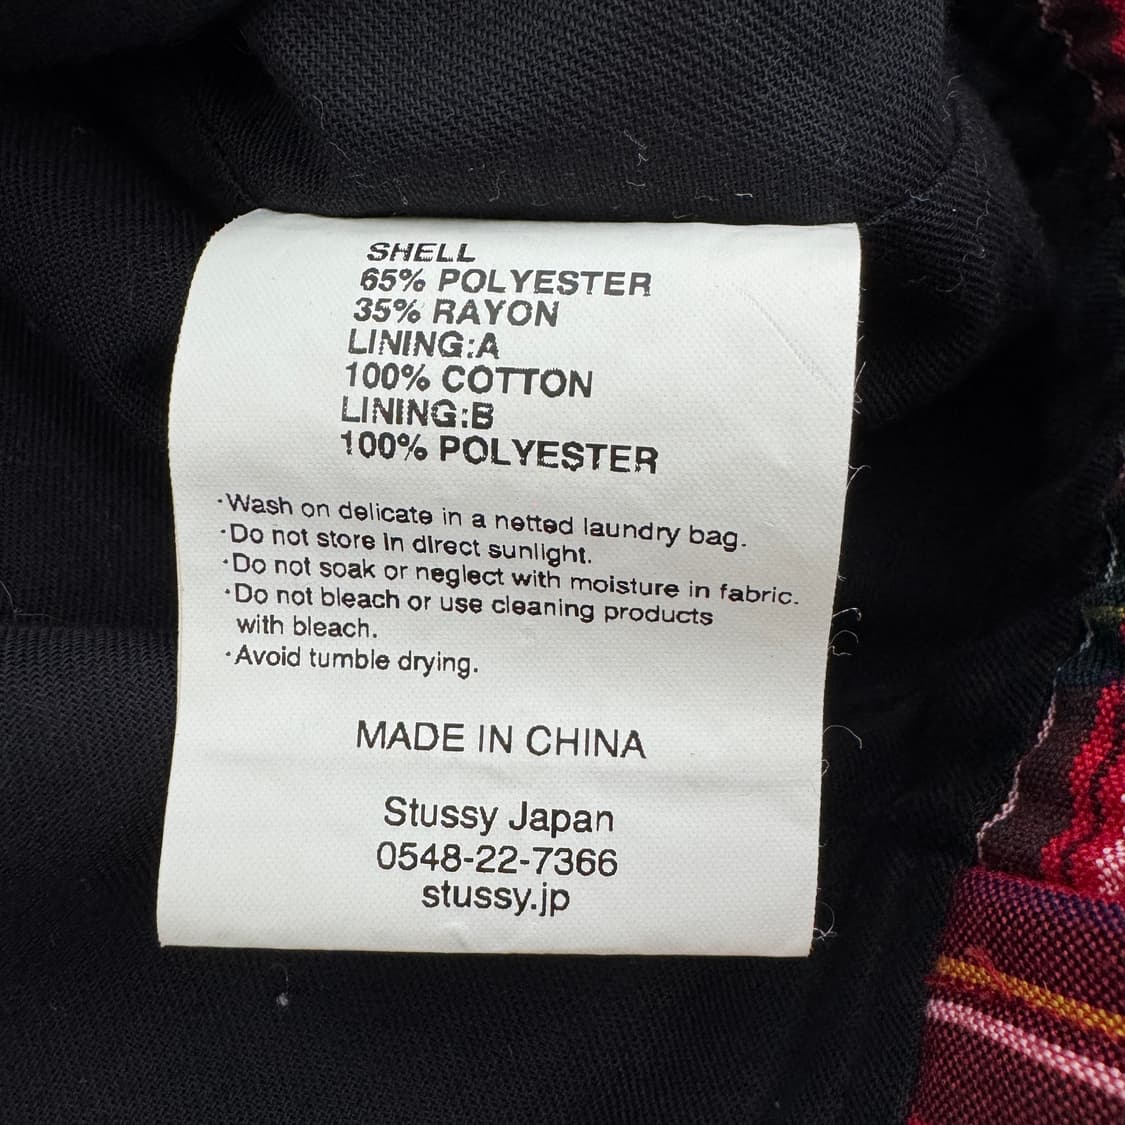 SHELL
65% POLYESTER
35% RAYON
LINING:A
100% COTTON
LINING:B
100% POLYESTER
·Wash on delicate in a netted laundry bag.
·Do not store in direct sunlight.
·Do not soak or neglect with moisture in fabric.
·Do not bleach or use cleaning products
with bleach.
·Avoid tumble drying.
MADE IN CHINA
Stussy Japan
0548-22-7366
stussy.jp